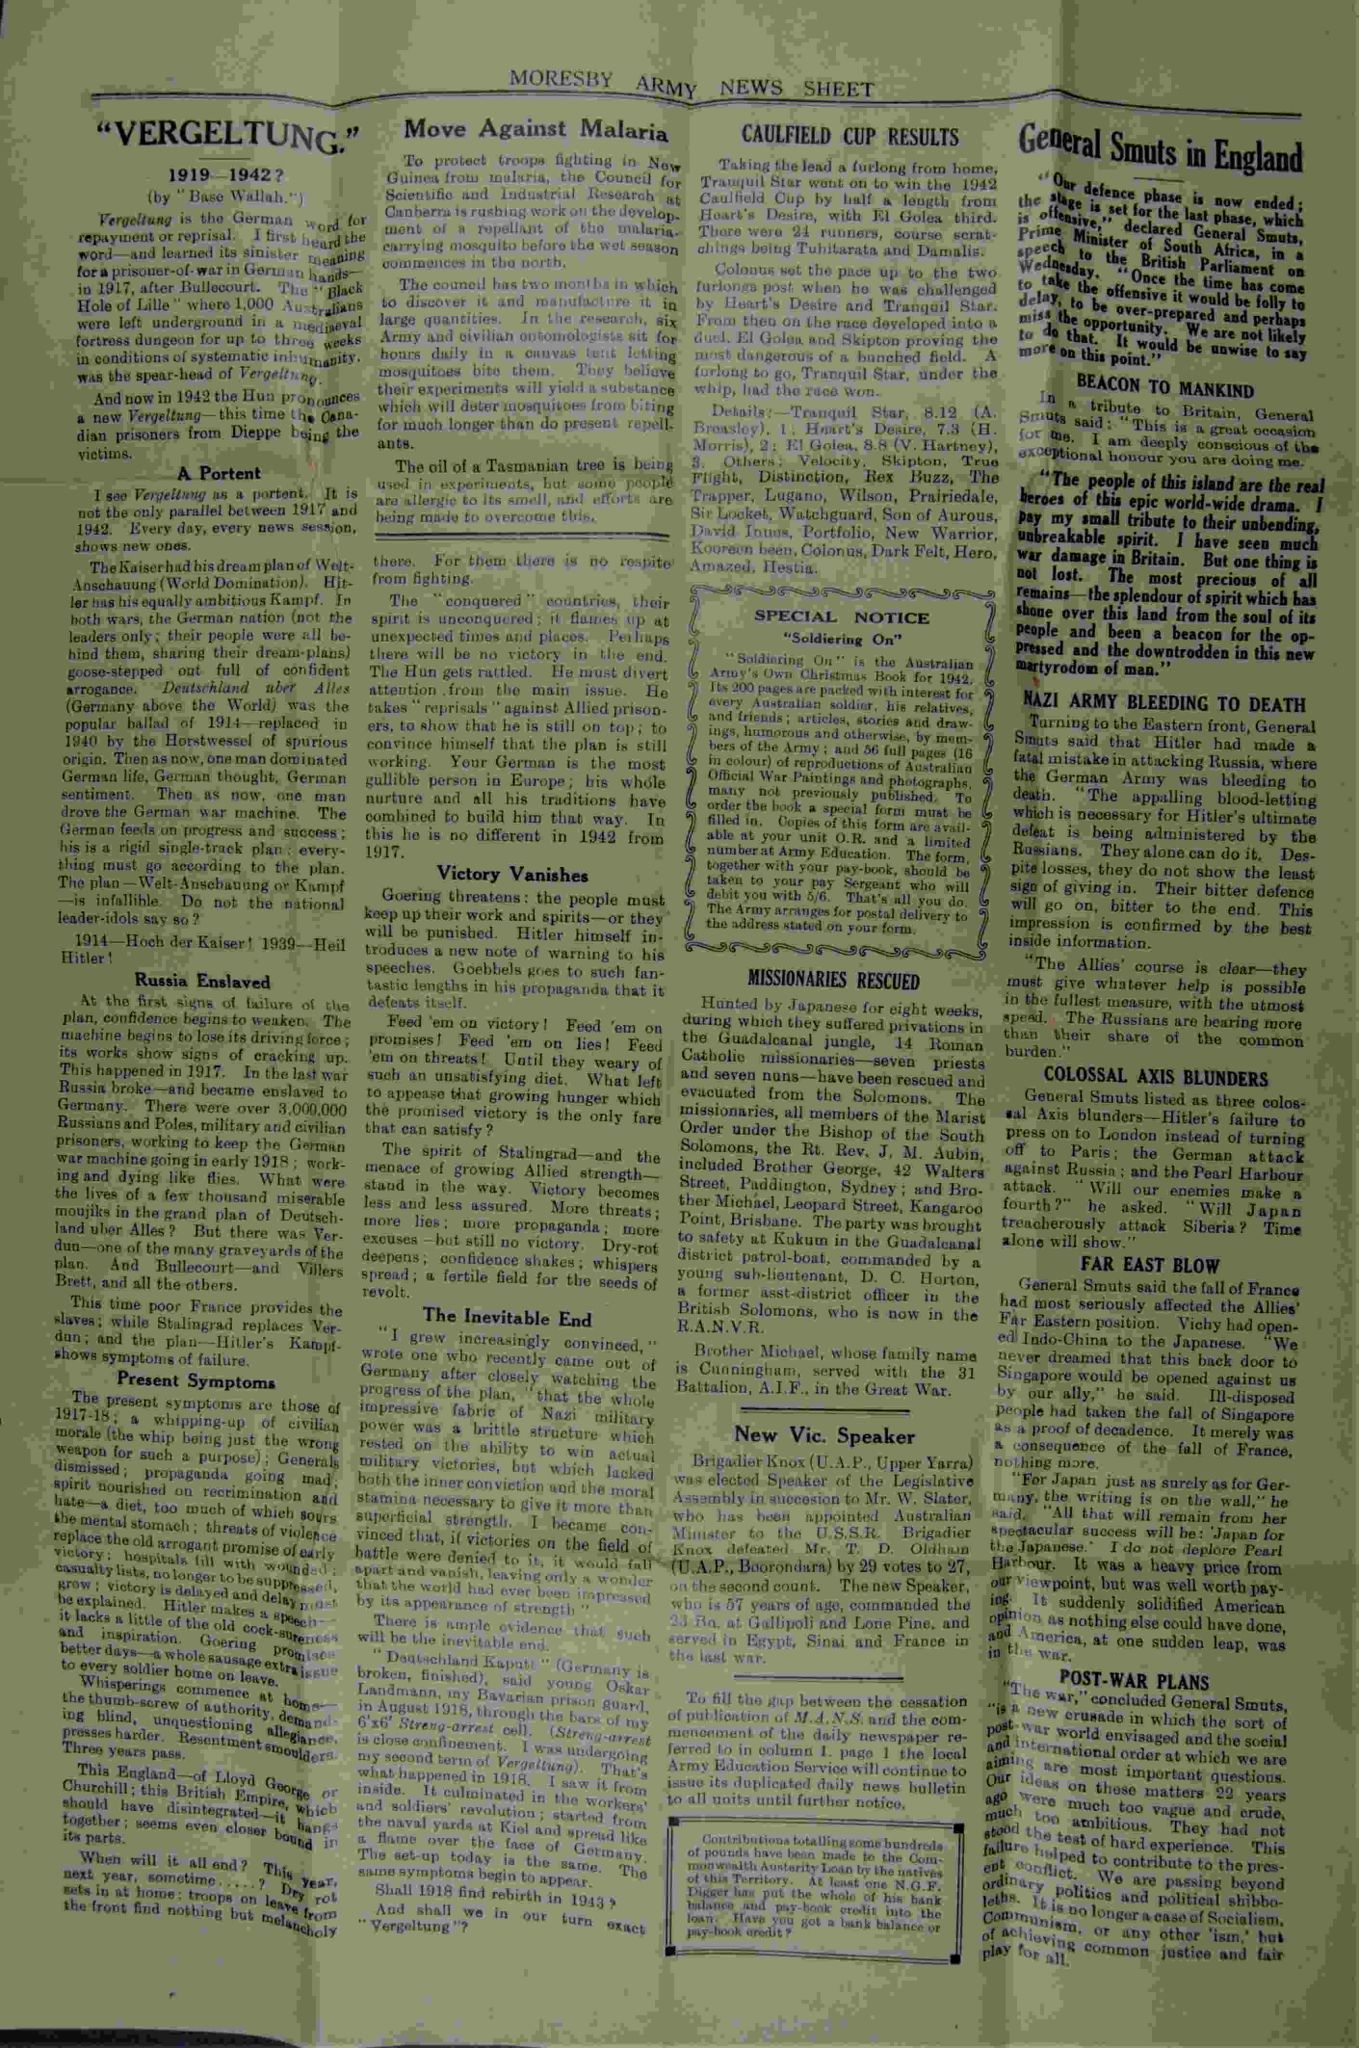 MORESBY ARMY NEWS SHEET
"VERGELTUNG."
1919—1942?
(by "Base Wallah.")
Vergeltung is the German word for
repayment or reprisal. I first heard the
word—and learned its sinister meaning
for a prisoner-of-war in German hands—
in 1917, after Bullecourt. The "Black
Hole of Lille" where 1,000 Australians
were left underground in a mediaeval
fortress dungeon for up to three weeks
in conditions of systematic inhumanity,
was the spear-head of Vergeltung.
And now in 1942 the Hun pronounces
a new Vergeltung—this time the Cana-
dian prisoners from Dieppe being the
victims.
A Portent
I see Vergeltung as a portent. It is
not the only parallel between 1917 and
1942. Every day, every news session,
shows new ones.
The Kaiser had his dream plan of Welt-
Anschauung (World Domination). Hit-
ler has his equally ambitious Kampf. In
both wars, the German nation (not the
leaders only; their people were all be-
hind them, sharing their dream-plans)
goose-stepped out full of confident
arrogance. Deutschland uber Alles
(Germany above the World) was the
popular ballad of 1914—replaced in
1940 by the Horstwessel of spurious
origin. Then as now, one man dominated
German life, German thought, German
sentiment. Then as now, one man
drove the German war machine. The
German feeds on progress and success;
his is a rigid single-track plan; every-
thing must go according to the plan.
The plan—Welt-Anschauung or Kampf
—is infallible. Do not the national
leader-idols say so?
1914—Hoch der Kaiser! 1939—Heil
Hitler!
Russia Enslaved
At the first signs of failure of the
plan, confidence begins to weaken. The
machine begins to lose its driving force;
its works show signs of cracking up.
This happened in 1917. In the last war
Russia broke—and became enslaved to
Germany. There were over 3,000,000
Russians and Poles, military and civilian
prisoners, working to keep the German
war machine going in early 1918; work-
ing and dying like flies. What were
the lives of a few thousand miserable
moujiks in the grand plan of Deutsch-
land uber Alles? But there was Ver-
dun—one of the many graveyards of the
plan. And Bullecourt—and Villers
Brett, and all the others.
This time poor France provides the
slaves; while Stalingrad replaces Ver-
dun; and the plan—Hitler's Kampf-
shows symptoms of failure.
Present Symptoms
The present symptoms are those of
1917-18; a whipping-up of civilian
morale (the whip being just the wrong
weapon for such a purpose); Generals
dismissed; propaganda going mad;
spirit nourished on recrimination and
hate—a diet, too much of which sours
the mental stomach; threats of violence
replace the old arrogant promise of early
victory; hospitals fill with wounded;
casualty lists, no longer to be suppressed,
grow; victory is delayed and delay must
be explained. Hitler makes a speech—
it lacks a little of the old cock-sureness
and inspiration. Goering promises
better days—a whole sausage extra issue
to every soldier home on leave.
Whisperings commence at home—
the thumb-screw of authority, demand-
ing blind, unquestioning allegiance,
presses harder. Resentment smoulders.
Three years pass.
This England—of Lloyd George or
Churchill; this British Empire, which
should have disintegrated—it hangs
together; seems even closer bound in
its parts.
When will it all end? This year,
next year, sometime.....? Dry rot
sets in at home; troops on leave from
the front find nothing but melancholy
Move Against Malaria
To protect troops fighting in New
Guinea from malaria, the Council for
Scientific and Industrial Research at
Canberra is rushing work on the develop-
ment of a repellant of the malaria-
carrying mosquito before the wet season
commences in the north.
The council has two months in which
to discover it and manufacture it in
large quantities. In the research, six
Army and civilian entomologists sit for
hours daily in a canvas tent letting
mosquitoes bite them. They believe
their experiments will yield a substance
which will deter mosquitoes from biting
for much longer than do present repell-
ants.
The oil of a Tasmanian tree is being
used in experiments, but some people
are allergic to its smell, and efforts are
being made to overcome this.
there. For them there is no respite
from fighting.
The "conquered" countries, their
spirit is unconquered; it flames up at
unexpected times and places. Perhaps
there will be no victory in the end.
The Hun gets rattled. He must divert
attention from the main issue. He
takes "reprisals" against Allied prison-
ers, to show that he is still on top; to
convince himself that the plan is still
working. Your German is the most
gullible person in Europe; his whole
nurture and all his traditions have
combined to build him that way. In
this he is no different in 1942 from
1917.
Victory Vanishes
Goering threatens: the people must
keep up their work and spirits—or they
will be punished. Hitler himself in-
troduces a new note of warning to his
speeches. Goebbels goes to such fan-
tastic lengths in his propaganda that it
defeats itself.
Feed 'em on victory! Feed 'em on
promises! Feed 'em on lies! Feed
'em on threats! Until they weary of
such an unsatisfying diet. What left
to appease that growing hunger which
the promised victory is the only fare
that can satisfy?
The spirit of Stalingrad—and the
menace of growing Allied strength—
stand in the way. Victory becomes
less and less assured. More threats;
more lies; more propaganda; more
excuses—but still no victory. Dry-rot
deepens; confidence shakes; whispers
spread; a fertile field for the seeds of
revolt.
The Inevitable End
"I grew increasingly convinced,"
wrote one who recently came out of
Germany after closely watching the
progress of the plan, "that the whole
impressive fabric of Nazi military
power was a brittle structure which
rested on the ability to win actual
military victories, but which lacked
both the inner conviction and the moral
stamina necessary to give it more than
superficial strength. I became con-
vinced that, if victories on the field of
battle were denied to it, it would fall
apart and vanish, leaving only a wonder
that the world had ever been impressed
by its appearance of strength"
There is ample evidence that such
will be the inevitable end.
"Deutschland Kaput!" (Germany is
broken, finished), said young Oskar
Landmann, my Bavarian prison guard,
in August 1918, through the bars of my
6'x6' Streng-arrest cell. (Streng-arrest
is close confinement. I was undergoing
my second term of Vergeltung). That's
what happened in 1918. I saw it from
inside. It culminated in the workers'
and soldiers' revolution; started from
the naval yards at Kiel and spread like
a flame over the face of Germany.
The set-up today is the same. The
same symptoms begin to appear.
Shall 1918 find rebirth in 1943?
And shall we in our turn exact
"Vergeltung"?
CAULFIELD CUP RESULTS
Taking the lead a furlong from home,
Tranquil Star went on to win the 1942
Caulfield Cup by half a length from
Heart's Desire, with El Golea third.
There were 24 runners, course scrat-
chings being Tuhitarata and Damalis.
Colonus set the pace up to the two
furlongs post when he was challenged
by Heart's Desire and Tranquil Star.
From then on the race developed into a
duel, El Golea and Skipton proving the
most dangerous of a bunched field. A
furlong to go, Tranquil Star, under the
whip, had the race won.
Details:—Tranquil Star, 8.12 (A.
Breasley), 1; Heart's Desire, 7.3 (H.
Morris), 2; El Golea, 8.8 (V. Hartney),
3. Others: Velocity, Skipton, True
Flight, Distinction, Rex Buzz, The
Trapper, Lugano, Wilson, Prairiedale,
Sir Locket, Watchguard, Son of Aurous,
David Innes, Portfolio, New Warrior,
Kooreen been, Colonus, Dark Felt, Hero,
Amazed, Hestia.
SPECIAL NOTICE
"Soldiering On"
"Soldiering On" is the Australian
Army's Own Christmas Book for 1942.
Its 200 pages are packed with interest for
every Australian soldier, his relatives,
and friends; articles, stories and draw-
ings, humorous and otherwise, by mem-
bers of the Army; and 56 full pages (16
in colour) of reproductions of Australian
Official War Paintings and photographs,
many not previously published. To
order the book a special form must be
filled in. Copies of this form are avail-
able at your unit O.R. and a limited
number at Army Education. The form,
together with your pay-book, should be
taken to your pay Sergeant who will
debit you with 5/6. That's all you do.
The Army arranges for postal delivery to
the address stated on your form.
MISSIONARIES RESCUED
Hunted by Japanese for eight weeks,
during which they suffered privations in
the Guadalcanal jungle, 14 Roman
Catholic missionaries—seven priests
and seven nuns—have been rescued and
evacuated from the Solomons. The
missionaries, all members of the Marist
Order under the Bishop of the South
Solomons, the Rt. Rev. J. M. Aubin,
included Brother George, 42 Walters
Street, Paddington, Sydney; and Bro-
ther Michael, Leopard Street, Kangaroo
Point, Brisbane. The party was brought
to safety at Kukum in the Guadalcanal
district patrol-boat, commanded by a
young sub-lieutenant, D. C. Horton,
a former asst-district officer in the
British Solomons, who is now in the
R.A.N.V.R.
Brother Michael, whose family name
is Cunningham, served with the 31
Battalion, A.I.F., in the Great War.
New Vic. Speaker
Brigadier Knox (U.A.P., Upper Yarra)
was elected Speaker of the Legislative
Assembly in succesion to Mr. W. Slater,
who has been appointed Australian
Minister to the U.S.S.R. Brigadier
Knox defeated Mr. T. D. Oldham
(U.A.P., Boorondara) by 29 votes to 27,
on the second count. The new Speaker,
who is 57 years of age, commanded the
23 Bn. at Gallipoli and Lone Pine, and
served in Egypt, Sinai and France in
the last war.
To fill the gap between the cessation
of publication of M.A.N.S. and the com-
mencement of the daily newspaper re-
ferred to in column 1. page 1 the local
Army Education Service will continue to
issue its duplicated daily news bulletin
to all units until further notice.
Contributions totalling some hundreds
of pounds have been made to the Com-
monwealth Austerity Loan by the natives
of this Territory. At least one N.G.F.
Digger has put the whole of his bank
balance and pay-book credit into the
loan. Have you got a bank balance or
pay-book credit?
General Smuts in England
"Our defence phase is now ended;
the stage is set for the last phase, which
is offensive," declared General Smuts,
Prime Minister of South Africa, in a
speech to the British Parliament on
Wednesday. "Once the time has come
to take the offensive it would be folly to
delay, to be over-prepared and perhaps
miss the opportunity. We are not likely
to do that. It would be unwise to say
more on this point."
BEACON TO MANKIND
In a tribute to Britain, General
Smuts said: "This is a great occasion
for me. I am deeply conscious of the
exceptional honour you are doing me.
"The people of this island are the real
heroes of this epic world-wide drama. I
pay my small tribute to their unbending,
unbreakable spirit. I have seen much
war damage in Britain. But one thing is
not lost. The most precious of all
remains—the splendour of spirit which has
shone over this land from the soul of its
people and been a beacon for the op-
pressed and the downtrodden in this new
martyrodom of man."
NAZI ARMY BLEEDING TO DEATH
Turning to the Eastern front, General
Smuts said that Hitler had made a
fatal mistake in attacking Russia, where
the German Army was bleeding to
death. "The appalling blood-letting
which is necessary for Hitler's ultimate
defeat is being administered by the
Russians. They alone can do it. Des-
pite losses, they do not show the least
sign of giving in. Their bitter defence
will go on, bitter to the end. This
impression is confirmed by the best
inside information.
"The Allies' course is clear—they
must give whatever help is possible
in the fullest measure, with the utmost
speed. The Russians are bearing more
than their share of the common
burden."
COLOSSAL AXIS BLUNDERS
General Smuts listed as three colos-
sal Axis blunders—Hitler's failure to
press on to London instead of turning
off to Paris; the German attack
against Russia; and the Pearl Harbour
attack. "Will our enemies make a
fourth?" he asked. "Will Japan
treacherously attack Siberia? Time
alone will show."
FAR EAST BLOW
General Smuts said the fall of France
had most seriously affected the Allies'
Far Eastern position. Vichy had open-
ed Indo-China to the Japanese. "We
never dreamed that this back door to
Singapore would be opened against us
by our ally," he said. Ill-disposed
people had taken the fall of Singapore
as a proof of decadence. It merely was
a consequence of the fall of France,
nothing more.
"For Japan just as surely as for Ger-
many, the writing is on the wall," he
said. "All that will remain from her
spectacular success will be: 'Japan for
the Japanese.' I do not deplore Pearl
Harbour. It was a heavy price from
our viewpoint, but was well worth pay-
ing. It suddenly solidified American
opinion as nothing else could have done,
and America, at one sudden leap, was
in the war.
POST-WAR PLANS
"The war," concluded General Smuts,
"is a new crusade in which the sort of
post-war world envisaged and the social
and international order at which we are
aiming are most important questions.
Our ideas on these matters 22 years
ago were much too vague and crude,
much too ambitious. They had not
stood the test of hard experience. This
failure helped to contribute to the pres-
ent conflict. We are passing beyond
ordinary politics and political shibbo-
leths. It is no longer a case of Socialism,
Communism, or any other 'ism,' but
of achieving common justice and fair
play for all.